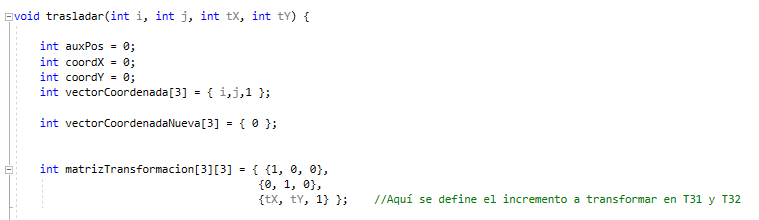 void trasladar(int i, int j, int tX, int tY) {
int auxPos = 0;
int coordX = 0;
int coordY = 0;
int vectorCoordenada[3] = { i,j,1 };
int vectorCoordenadaNueva[3] = { 0 };
int matrizTransformacion[3][3] = { {1, 0, 0},
{0, 1, 0},
{tX, tY, 1} }; //Aquí se define el incremento a transformar en T31 y T32